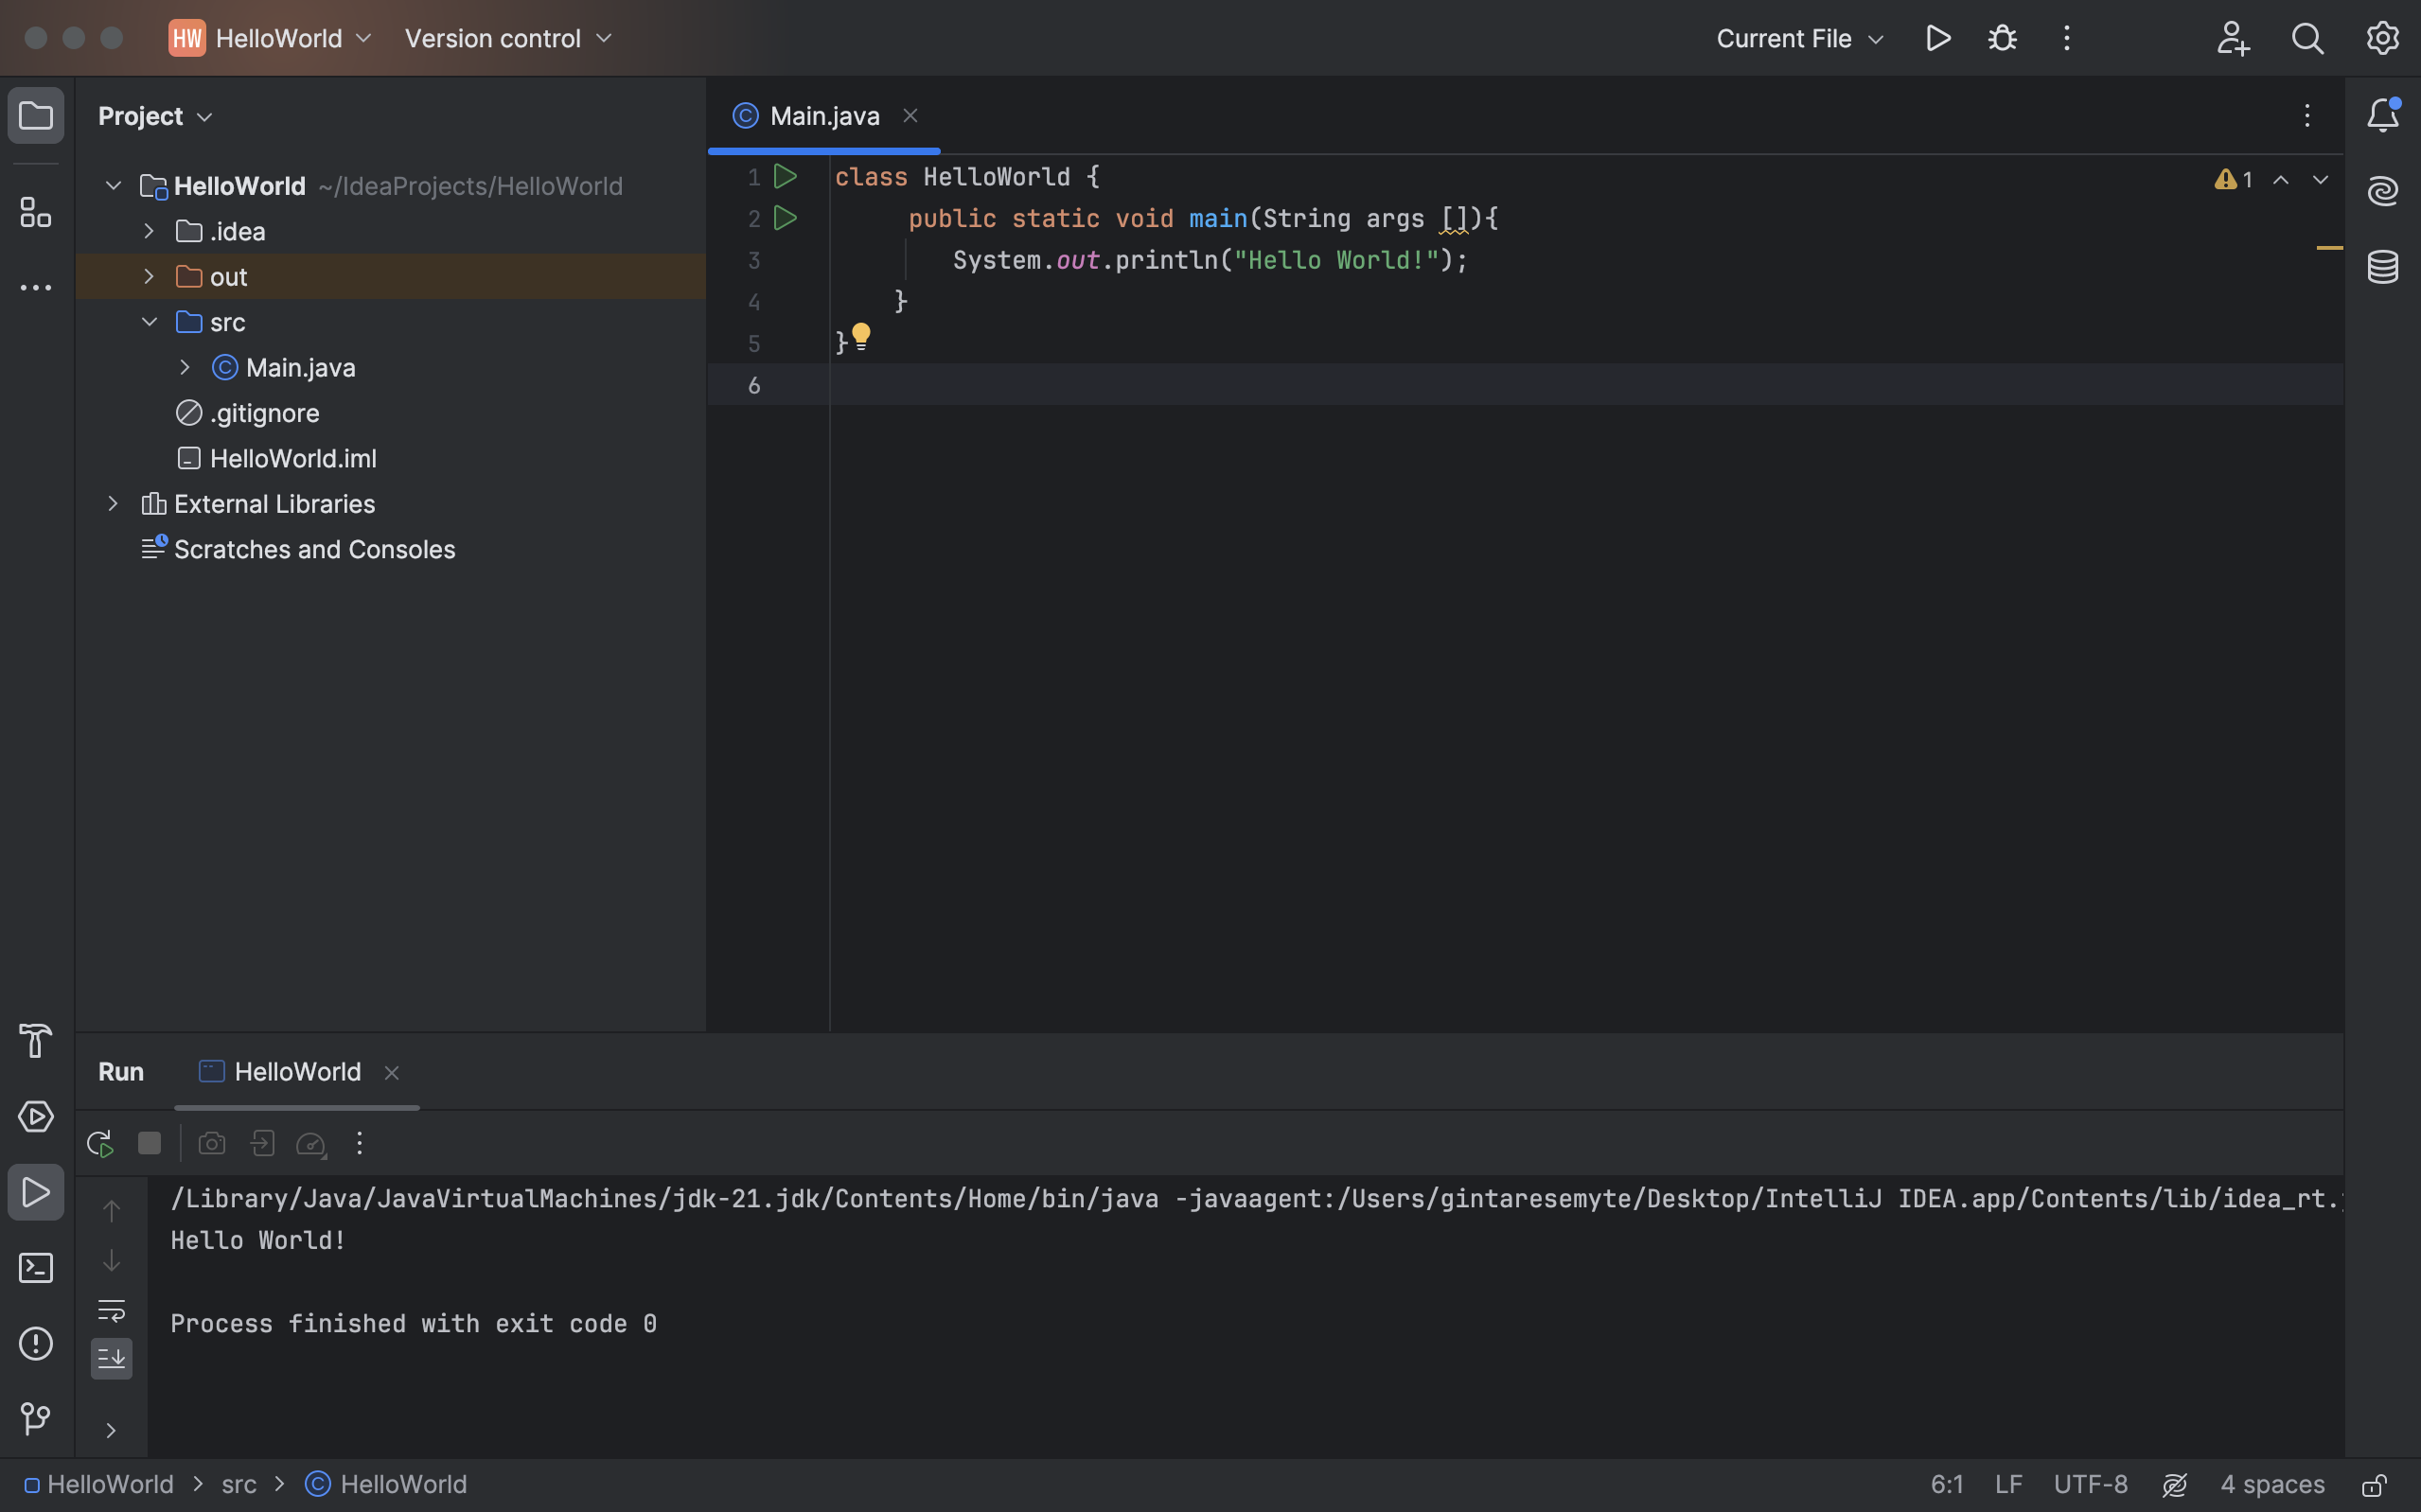 HW HelloWorld Version control Current File
Project
HelloWorld ~/IdeaProjects/HelloWorld
.idea
out
src
Main.java
.gitignore
HelloWorld.iml
External Libraries
Scratches and Consoles
Main.java
1 class HelloWorld {
2 public static void main(String args []){
3 System.out.println("Hello World!");
4 }
5 }
6
1
Run HelloWorld
/Library/Java/JavaVirtualMachines/jdk-21.jdk/Contents/Home/bin/java -javaagent:/Users/gintaresemyte/Desktop/IntelliJ IDEA.app/Contents/lib/idea_rt.
Hello World!
Process finished with exit code 0
HelloWorld > src > HelloWorld 6:1 LF UTF-8 4 spaces